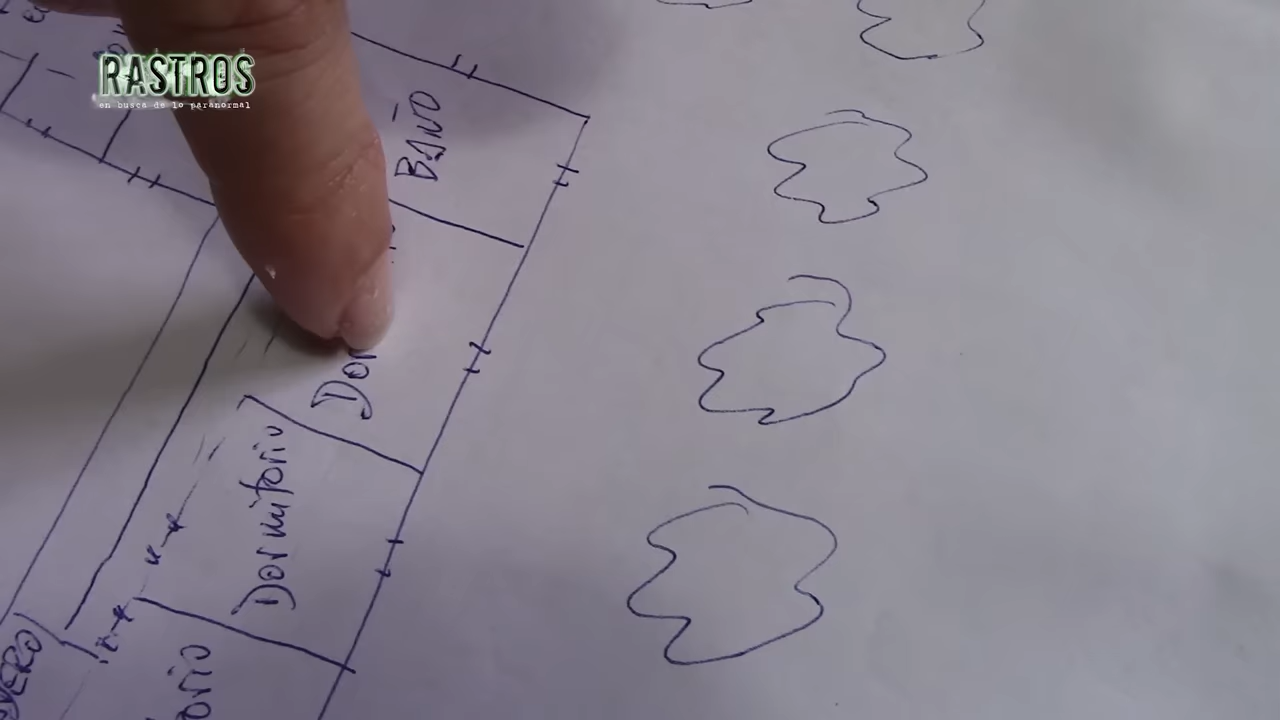 RASTROS
en busca de lo paranormal
BAÑO
Dor
Dormitorio